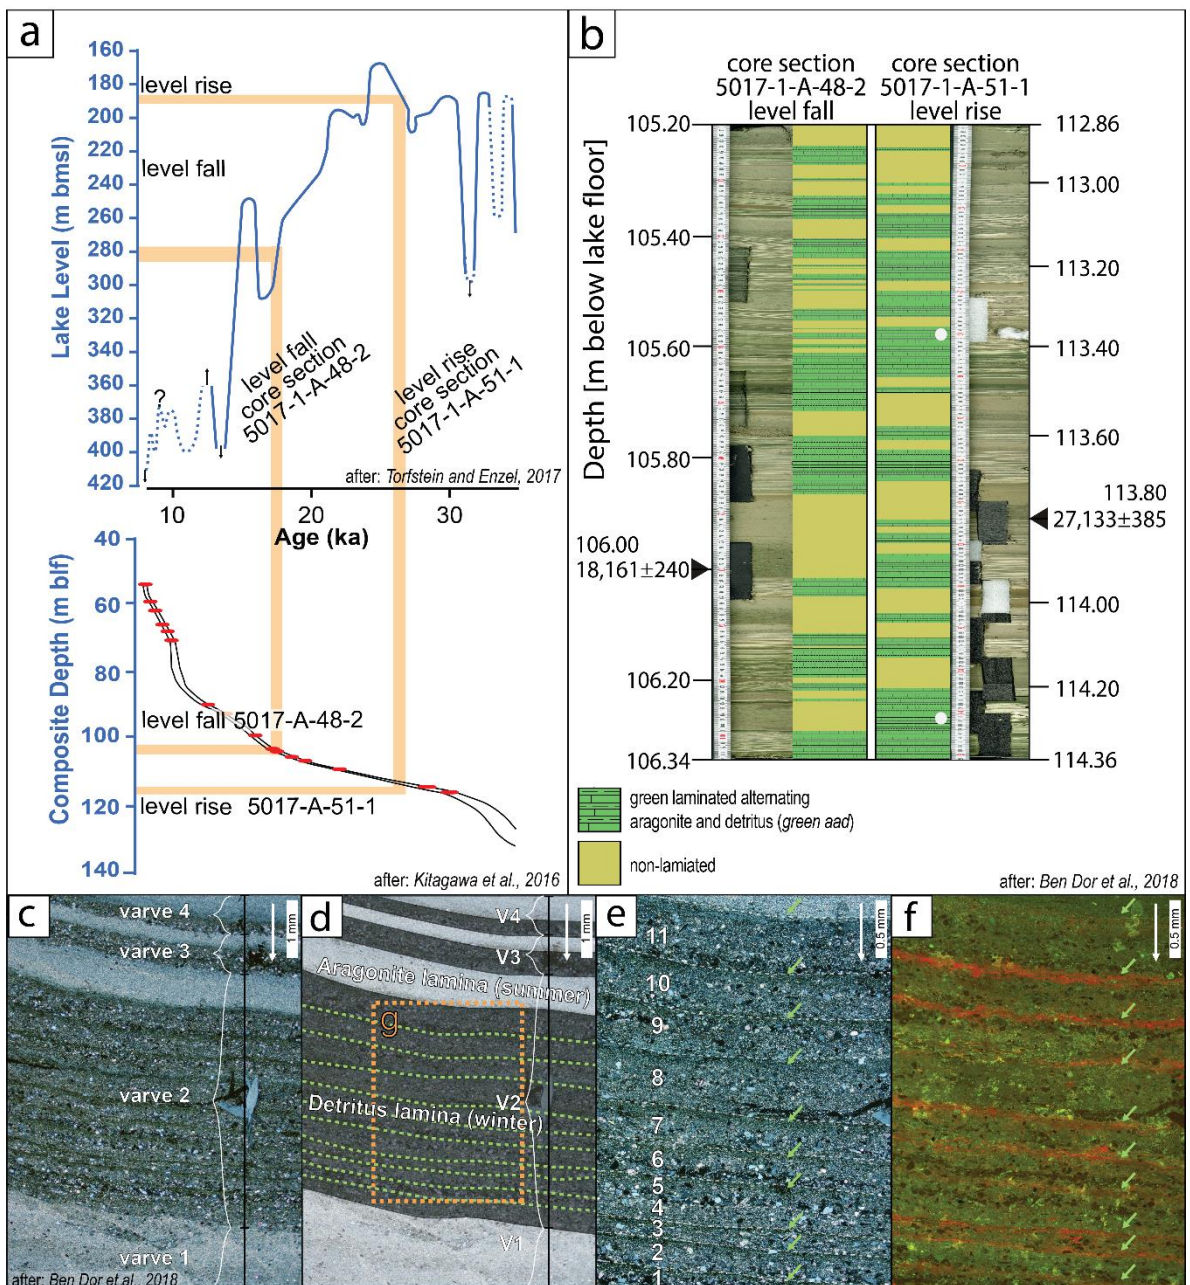 a
160
180
200
220
240
260
280
300
320
340
360
380
400
420
Lake Level (m bmsl)
level rise
level fall
?
level fall
core section
5017-1-A-48-2
level rise
core section
5017-1-A-51-1
after: Torfstein and Enzel, 2017
10
20
30
Age (ka)
40
60
80
100
120
140
Composite Depth (m blf)
level fall 5017-A-48-2
level rise 5017-A-51-1
after: Kitagawa et al., 2016
b
core section
5017-1-A-48-2
level fall
core section
5017-1-A-51-1
level rise
Depth [m below lake floor]
105.20
105.40
105.60
105.80
106.00
18,161±240
106.20
106.34
112.86
113.00
113.20
113.40
113.60
113.80
27,133±385
114.00
114.20
114.36
green laminated alternating
aragonite and detritus (green aad)
non-lamiated
after: Ben Dor et al., 2018
c
varve 4
varve 3
varve 2
varve 1
1 mm
after: Ben Dor et al., 2018
d
V4
V3
Aragonite lamina (summer)
g
V2
Detritus lamina (winter)
V1
1 mm
e
11
10
9
8
7
6
5
4
3
2
1
0.5 mm
f
0.5 mm